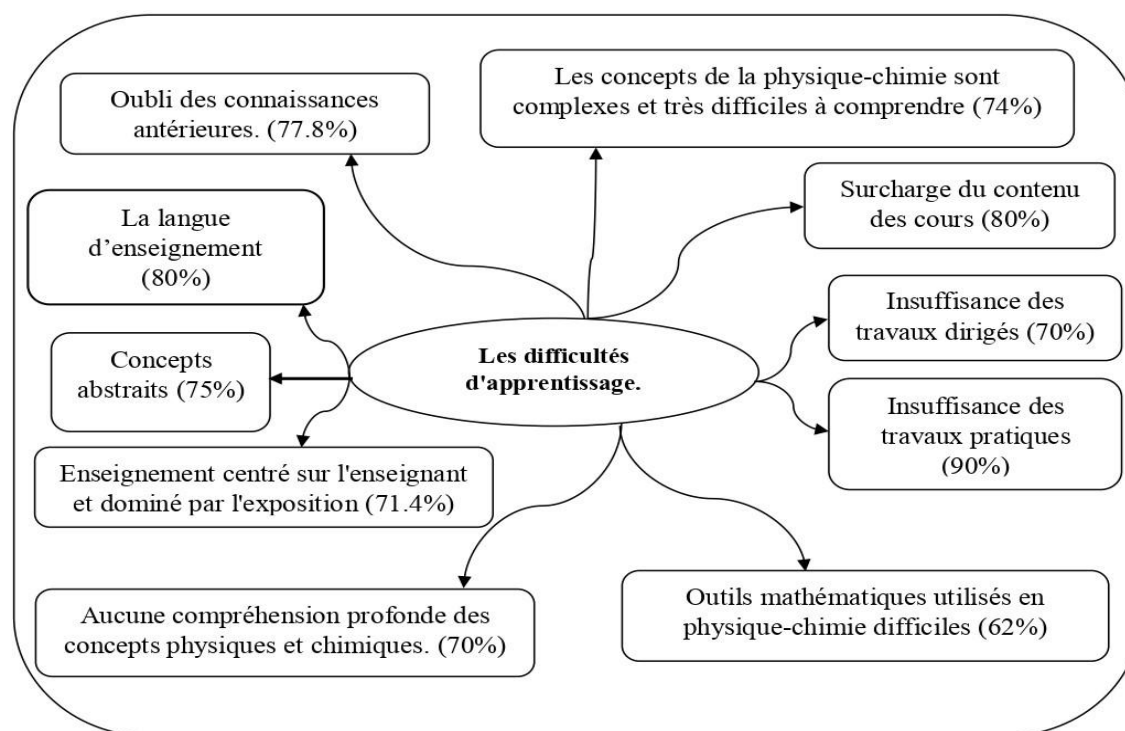 Oubli des connaissances
antérieures. (77.8%)
Les concepts de la physique-chimie sont
complexes et très difficiles à comprendre (74%)
La langue
d’enseignement
(80%)
Surcharge du contenu
des cours (80%)
Insuffisance des
travaux dirigés (70%)
Les difficultés
d'apprentissage.
Concepts
abstraits (75%)
Insuffisance des
travaux pratiques
(90%)
Enseignement centré sur l'enseignant
et dominé par l'exposition (71.4%)
Aucune compréhension profonde des
concepts physiques et chimiques. (70%)
Outils mathématiques utilisés en
physique-chimie difficiles (62%)